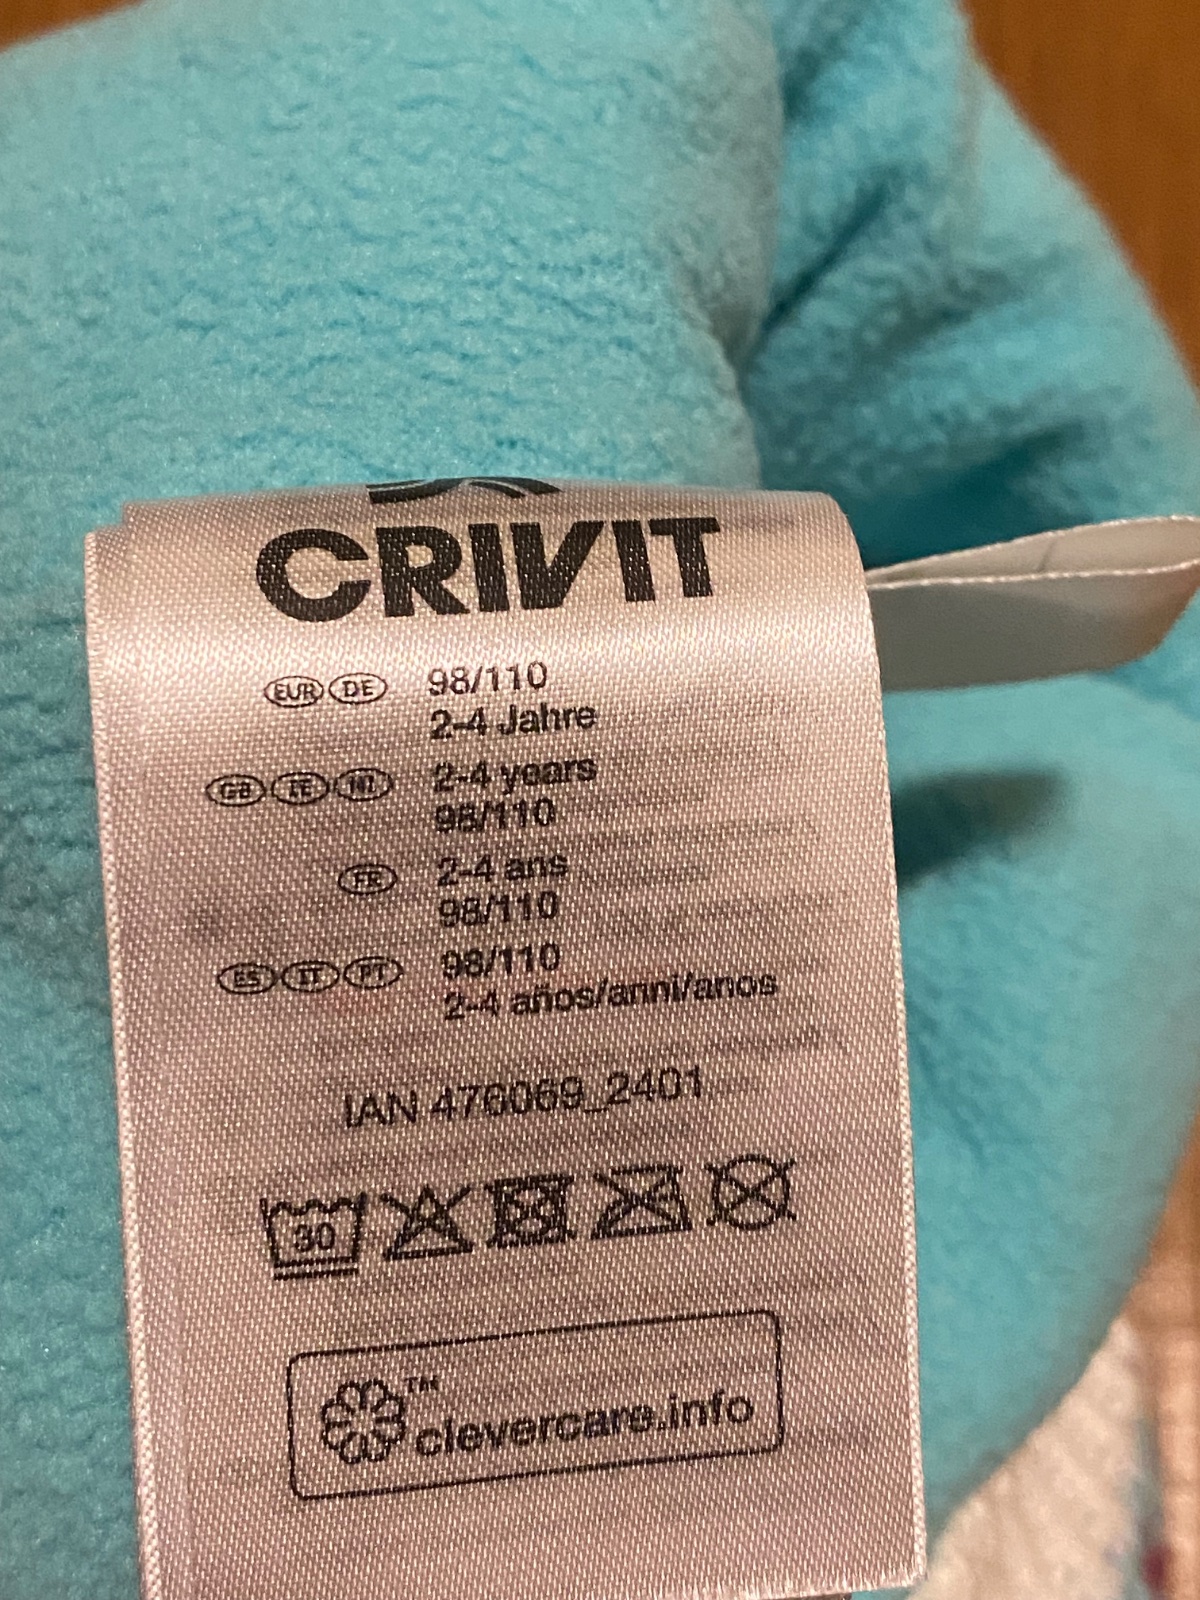 CRIVIT
EUR DE 98/110
2-4 Jahre
GB IE NI 2-4 years
98/110
FR 2-4 ans
98/110
ES IT PT 98/110
2-4 años/anni/anos
IAN 476069_2401
30
™
clevercare.info